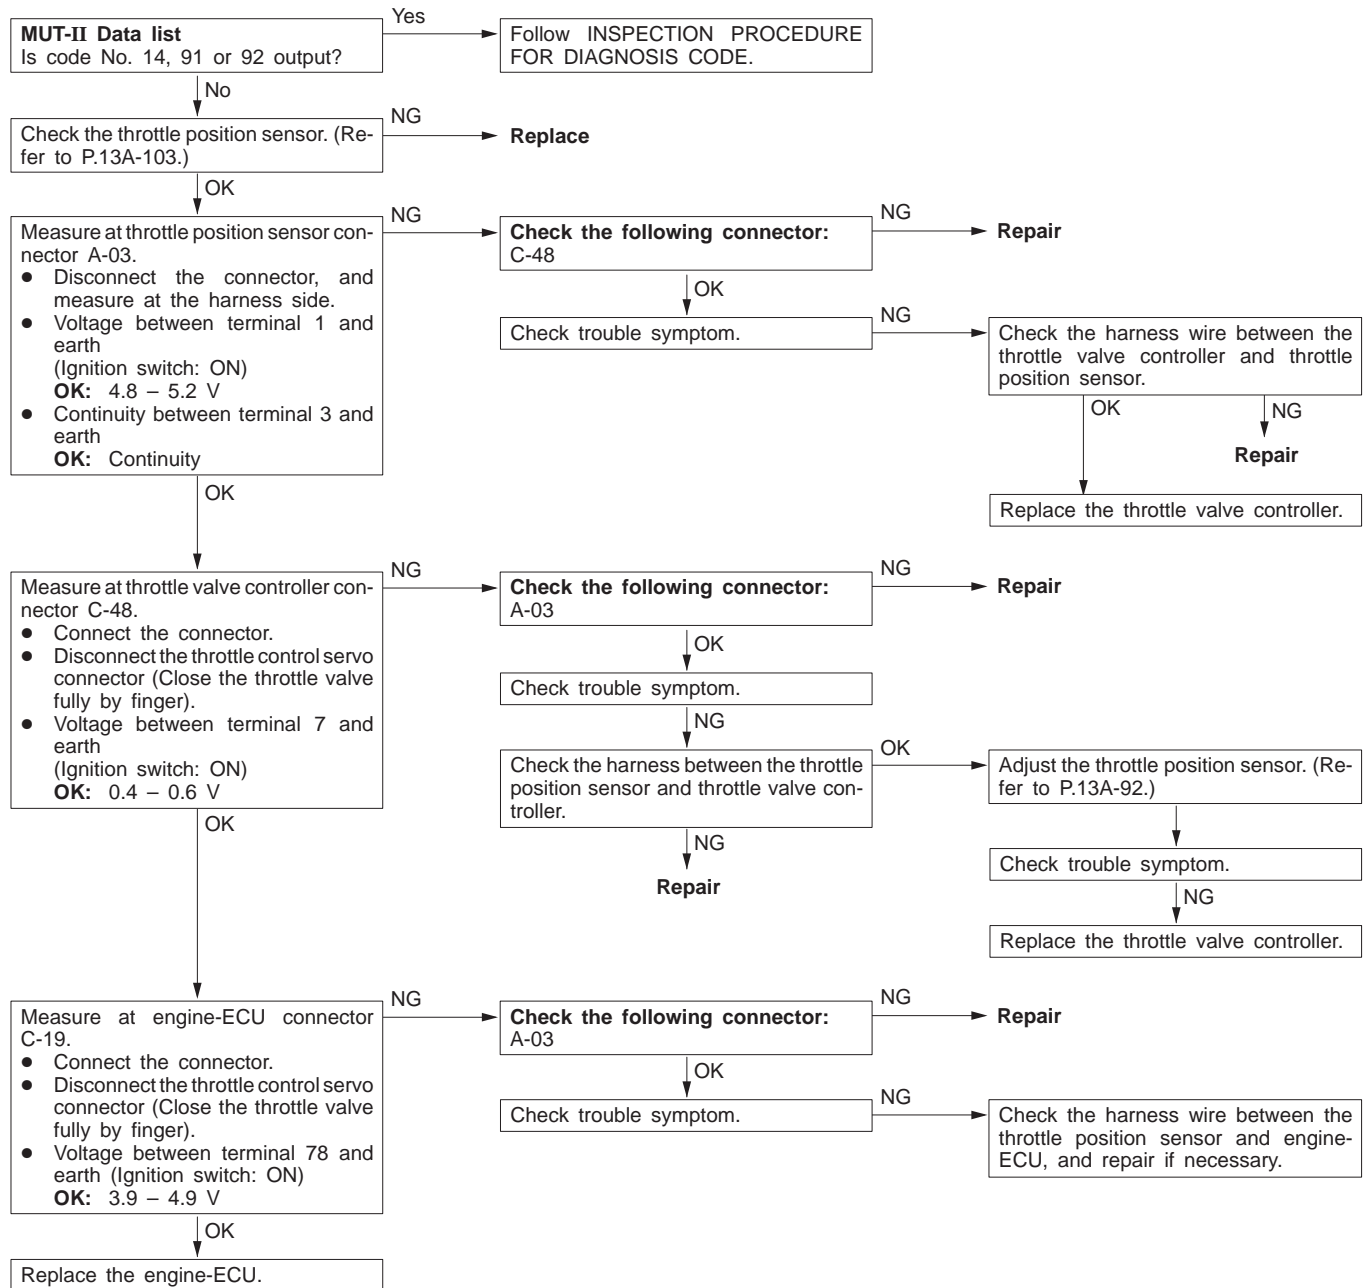 MUT-II Data list
Is code No. 14, 91 or 92 output?
Yes
Follow INSPECTION PROCEDURE
FOR DIAGNOSIS CODE.
No
Check the throttle position sensor. (Re-
fer to P.13A-103.)
NG
Replace
OK
Measure at throttle position sensor con-
nector A-03.
● Disconnect the connector, and
measure at the harness side.
● Voltage between terminal 1 and
earth
(Ignition switch: ON)
OK: 4.8 – 5.2 V
● Continuity between terminal 3 and
earth
OK: Continuity
NG
Check the following connector:
C-48
NG
Repair
OK
Check trouble symptom.
NG
Check the harness wire between the
throttle valve controller and throttle
position sensor.
OK
NG
Repair
Replace the throttle valve controller.
OK
Measure at throttle valve controller con-
nector C-48.
● Connect the connector.
● Disconnect the throttle control servo
connector (Close the throttle valve
fully by finger).
● Voltage between terminal 7 and
earth
(Ignition switch: ON)
OK: 0.4 – 0.6 V
NG
Check the following connector:
A-03
NG
Repair
OK
Check trouble symptom.
NG
Check the harness between the throttle
position sensor and throttle valve con-
troller.
OK
Adjust the throttle position sensor. (Re-
fer to P.13A-92.)
NG
Repair
Check trouble symptom.
NG
Replace the throttle valve controller.
OK
Measure at engine-ECU connector
C-19.
● Connect the connector.
● Disconnect the throttle control servo
connector (Close the throttle valve
fully by finger).
● Voltage between terminal 78 and
earth (Ignition switch: ON)
OK: 3.9 – 4.9 V
NG
Check the following connector:
A-03
NG
Repair
OK
Check trouble symptom.
NG
Check the harness wire between the
throttle position sensor and engine-
ECU, and repair if necessary.
OK
Replace the engine-ECU.